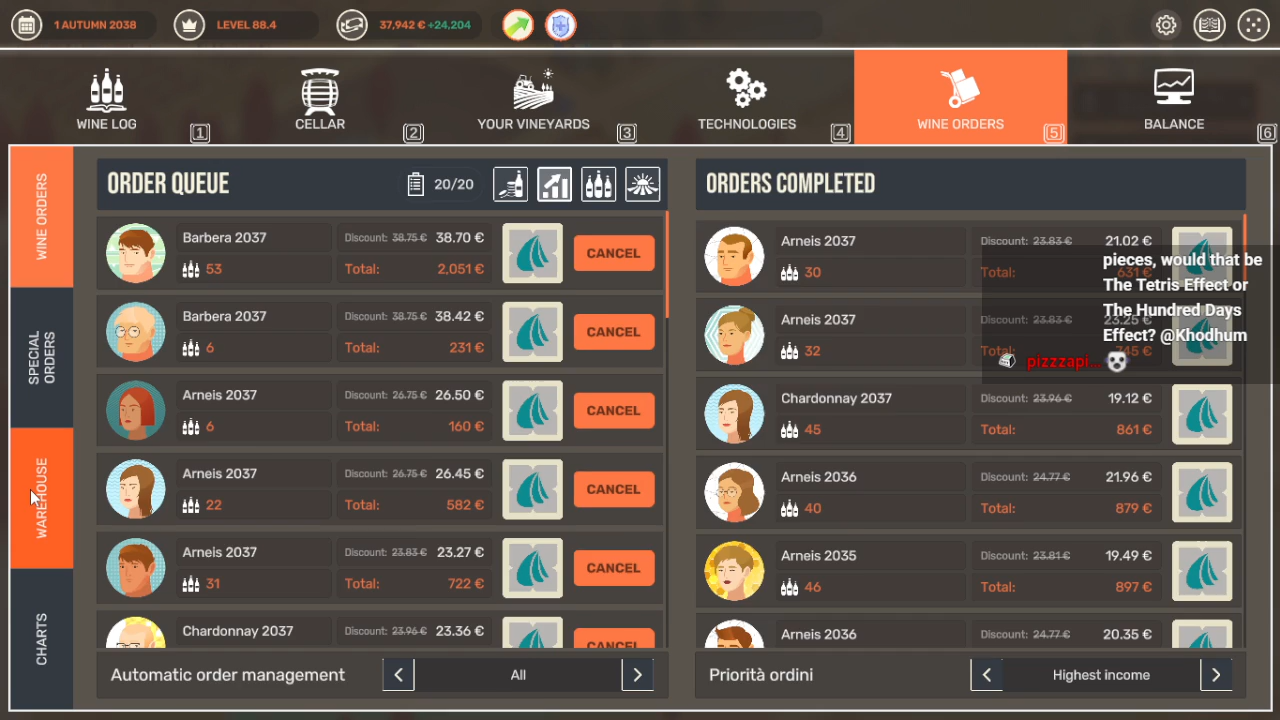 1 AUTUMN 2038
LEVEL 88.4
37,942 € +24,204
WINE LOG
1
CELLAR
2
YOUR VINEYARDS
3
TECHNOLOGIES
4
WINE ORDERS
5
BALANCE
6
WINE ORDERS
SPECIAL ORDERS
WAREHOUSE
CHARTS
ORDER QUEUE
20/20
Barbera 2037
Discount: 38.75 € 38.70 €
53
Total: 2,051 €
CANCEL
Barbera 2037
Discount: 38.75 € 38.42 €
6
Total: 231 €
CANCEL
Arneis 2037
Discount: 26.75 € 26.50 €
6
Total: 160 €
CANCEL
Arneis 2037
Discount: 26.75 € 26.45 €
22
Total: 582 €
CANCEL
Arneis 2037
Discount: 23.83 € 23.27 €
31
Total: 722 €
CANCEL
Chardonnay 2037
Discount: 23.96 € 23.36 €
CANCEL
Automatic order management
All
ORDERS COMPLETED
Arneis 2037
Discount: 23.83 € 21.02 €
30
Total: 631 €
Arneis 2037
Discount: 23.83 € 23.25 €
32
Total: 745 €
pieces, would that be
The Tetris Effect or
The Hundred Days
Effect? @Khodhum
pizzzapi...
Chardonnay 2037
Discount: 23.96 € 19.12 €
45
Total: 861 €
Arneis 2036
Discount: 24.77 € 21.96 €
40
Total: 879 €
Arneis 2035
Discount: 23.81 € 19.49 €
46
Total: 897 €
Arneis 2036
Discount: 24.77 € 20.35 €
Priorità ordini
Highest income